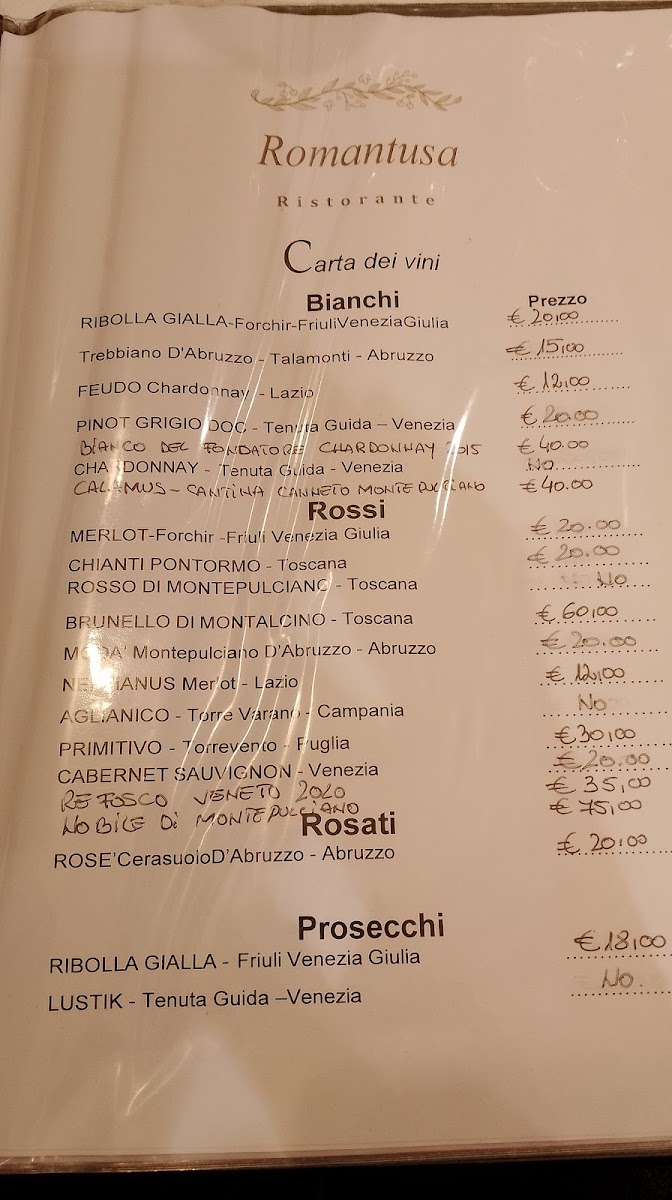 Romantusa
Ristorante
Carta dei vini
Bianchi Prezzo
RIBOLLA GIALLA-Forchir-FriuliVeneziaGiulia € 20,00
Trebbiano D'Abruzzo - Talamonti - Abruzzo € 15,00
FEUDO Chardonnay - Lazio € 12,00
PINOT GRIGIO DOC - Tenuta Guida – Venezia € 20.00
BIANCO DEL FONDATORE CHARDONNAY 2015 € 40.00
CHARDONNAY - Tenuta Guida - Venezia No
CALAMUS - SANTINA CANNETO MONTEPULCIANO € 40.00
Rossi
MERLOT-Forchir -Friuli Venezia Giulia € 20.00
CHIANTI PONTORMO - Toscana € 20.00
ROSSO DI MONTEPULCIANO - Toscana No
BRUNELLO DI MONTALCINO - Toscana € 60,00
MODA' Montepulciano D'Abruzzo - Abruzzo € 20.00
Merlot - Lazio € 12,00
AGLIANICO - Torre Varano - Campania No
PRIMITIVO - Torrevento - Puglia € 30,00
CABERNET SAUVIGNON - Venezia € 20.00
REFOSCO VENETO 2020 € 35,00
NOBILE Di MONTEPULCIANO € 75,00
Rosati
ROSE'CerasuoloD'Abruzzo - Abruzzo € 20,00
Prosecchi
RIBOLLA GIALLA - Friuli Venezia Giulia € 18,00
LUSTIK - Tenuta Guida –Venezia No